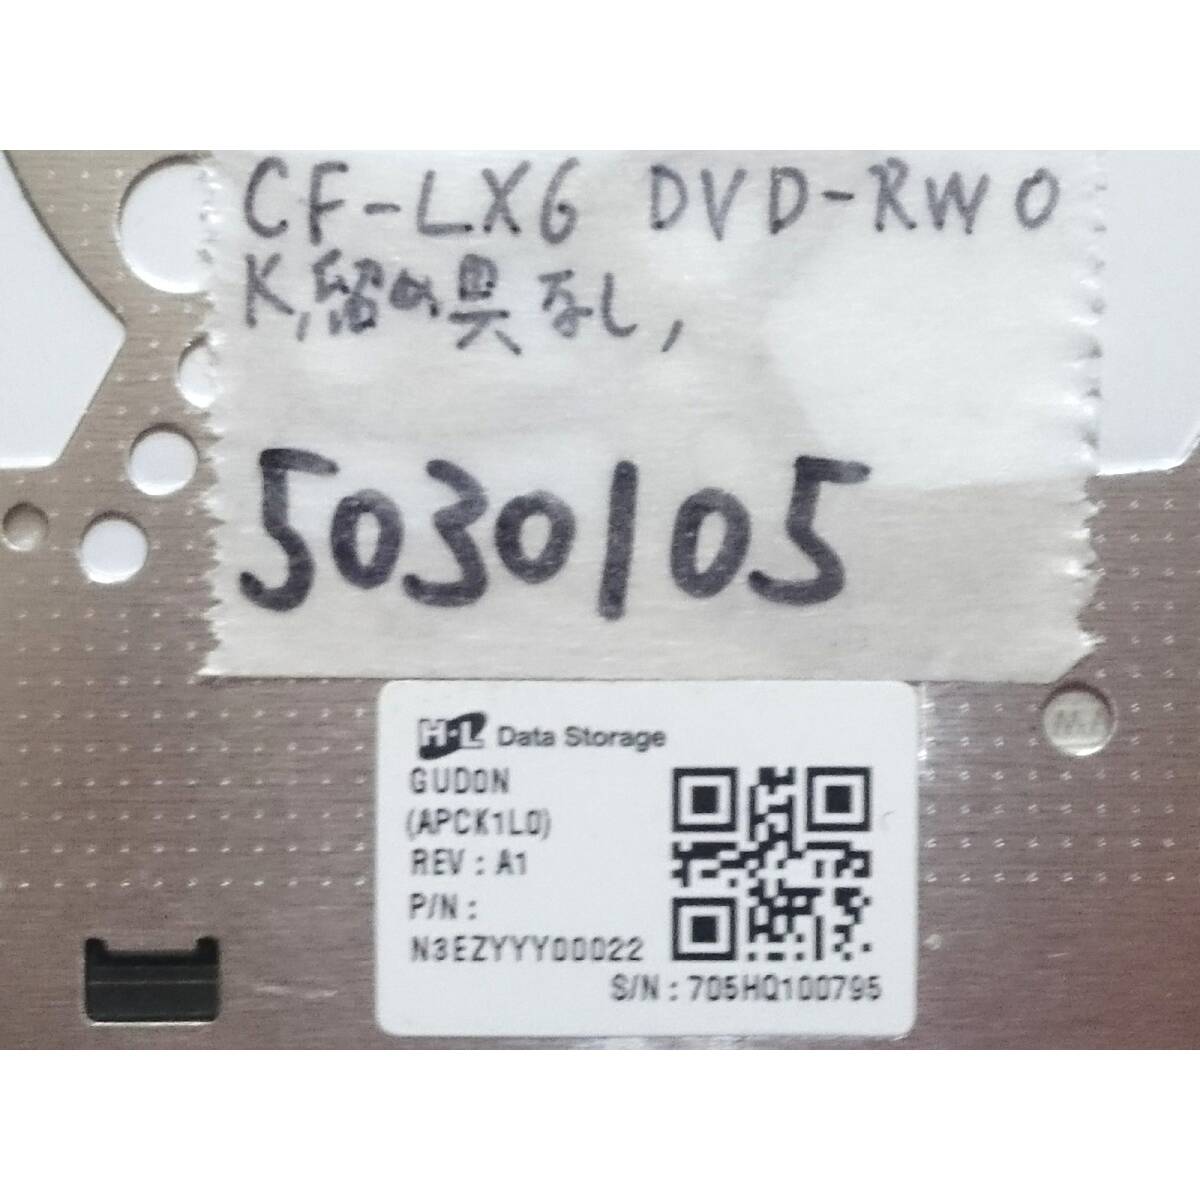 CF-LX6 DVD-RW O
K,留め具なし,
5030105
H·L Data Storage
GUD0N
(APCK1L0)
REV : A1
P/N :
N3EZYYY00022
S/N : 705HQ100795